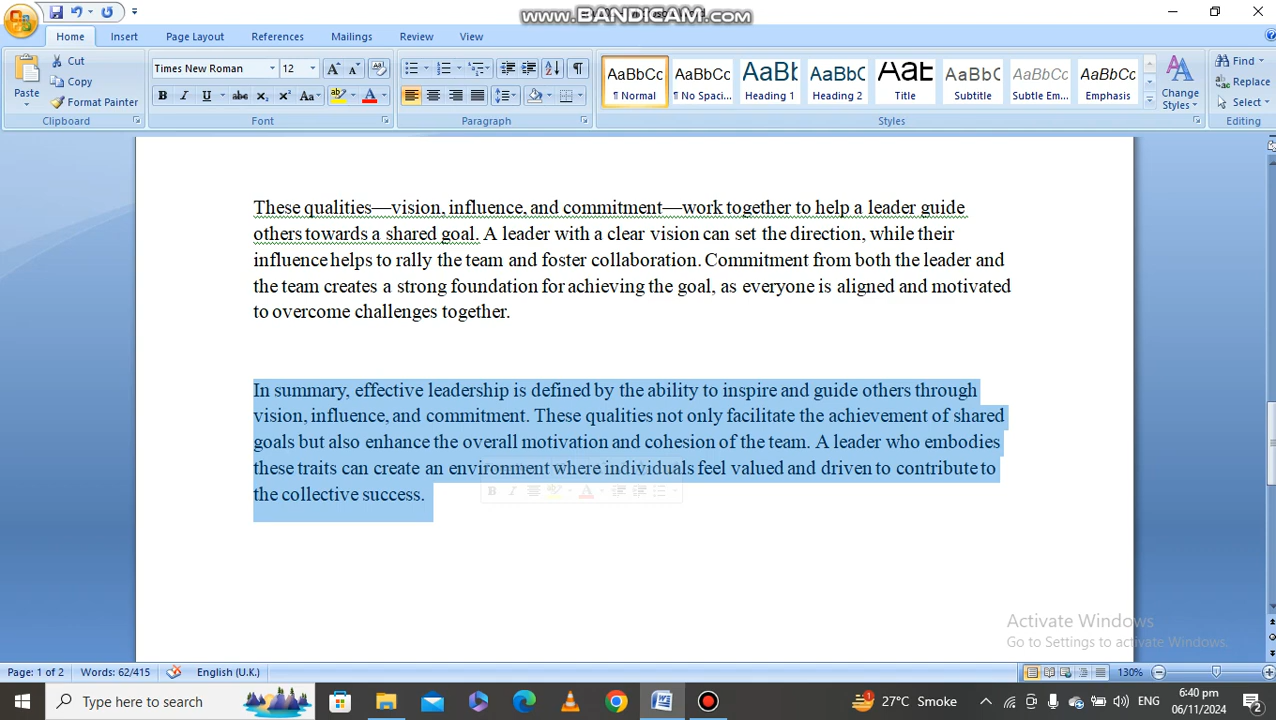 www.BANDICAM.com
Home Insert Page Layout References Mailings Review View
Paste Cut Copy Format Painter Clipboard
Times New Roman 12 Font
Paragraph
AaBbCc ¶ Normal AaBbCc ¶ No Spaci... AaBbC Heading 1 AaBbC Heading 2 AaB Title AaBbC Subtitle AaBbCc Subtle Em... AaBbCc Emphasis
Change Styles Styles
Find Replace Select Editing
These qualities—vision, influence, and commitment—work together to help a leader guide
others towards a shared goal. A leader with a clear vision can set the direction, while their
influence helps to rally the team and foster collaboration. Commitment from both the leader and
the team creates a strong foundation for achieving the goal, as everyone is aligned and motivated
to overcome challenges together.
In summary, effective leadership is defined by the ability to inspire and guide others through
vision, influence, and commitment. These qualities not only facilitate the achievement of shared
goals but also enhance the overall motivation and cohesion of the team. A leader who embodies
these traits can create an environment where individuals feel valued and driven to contribute to
the collective success.
Activate Windows
Go to Settings to activate Windows.
Page: 1 of 2 Words: 62/415 English (U.K.) 130%
Type here to search 27°C Smoke ENG 6:40 pm
06/11/2024